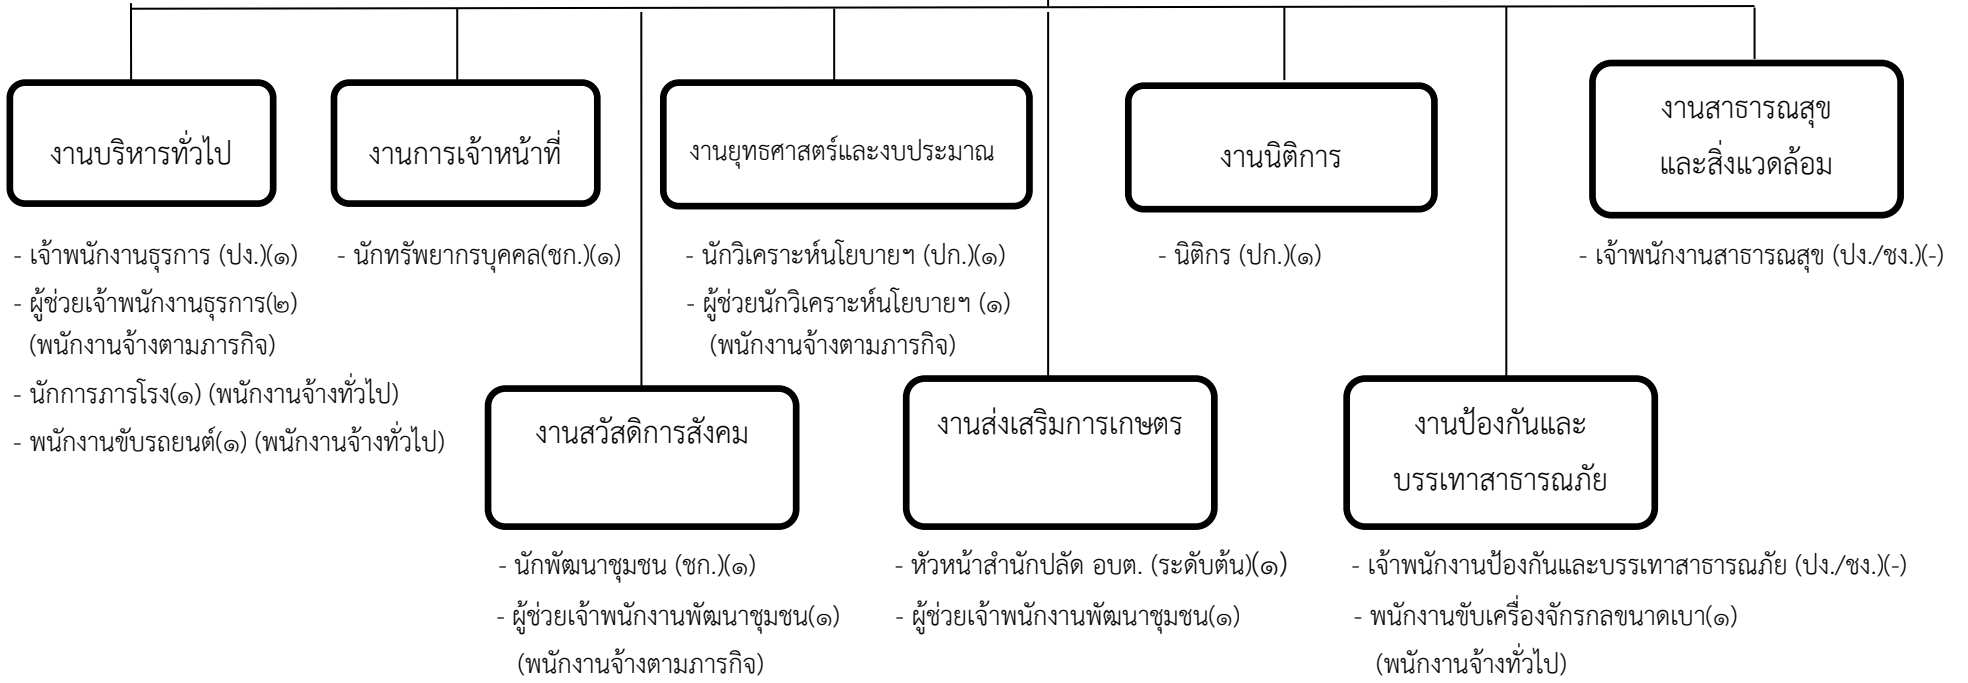 งานบริหารทั่วไป
- เจ้าพนักงานธุรการ (ปง.)(๑)
- ผู้ช่วยเจ้าพนักงานธุรการ(๒)
(พนักงานจ้างตามภารกิจ)
- นักการภารโรง(๑) (พนักงานจ้างทั่วไป)
- พนักงานขับรถยนต์(๑) (พนักงานจ้างทั่วไป)
งานการเจ้าหน้าที่
- นักทรัพยากรบุคคล(ชก.)(๑)
งานยุทธศาสตร์และงบประมาณ
- นักวิเคราะห์นโยบายฯ (ปก.)(๑)
- ผู้ช่วยนักวิเคราะห์นโยบายฯ (๑)
(พนักงานจ้างตามภารกิจ)
งานนิติการ
- นิติกร (ปก.)(๑)
งานสาธารณสุข
และสิ่งแวดล้อม
- เจ้าพนักงานสาธารณสุข (ปง./ชง.)(-)
งานสวัสดิการสังคม
- นักพัฒนาชุมชน (ชก.)(๑)
- ผู้ช่วยเจ้าพนักงานพัฒนาชุมชน(๑)
(พนักงานจ้างตามภารกิจ)
งานส่งเสริมการเกษตร
- หัวหน้าสำนักปลัด อบต. (ระดับต้น)(๑)
- ผู้ช่วยเจ้าพนักงานพัฒนาชุมชน(๑)
งานป้องกันและ
บรรเทาสาธารณภัย
- เจ้าพนักงานป้องกันและบรรเทาสาธารณภัย (ปง./ชง.)(-)
- พนักงานขับเครื่องจักรกลขนาดเบา(๑)
(พนักงานจ้างทั่วไป)